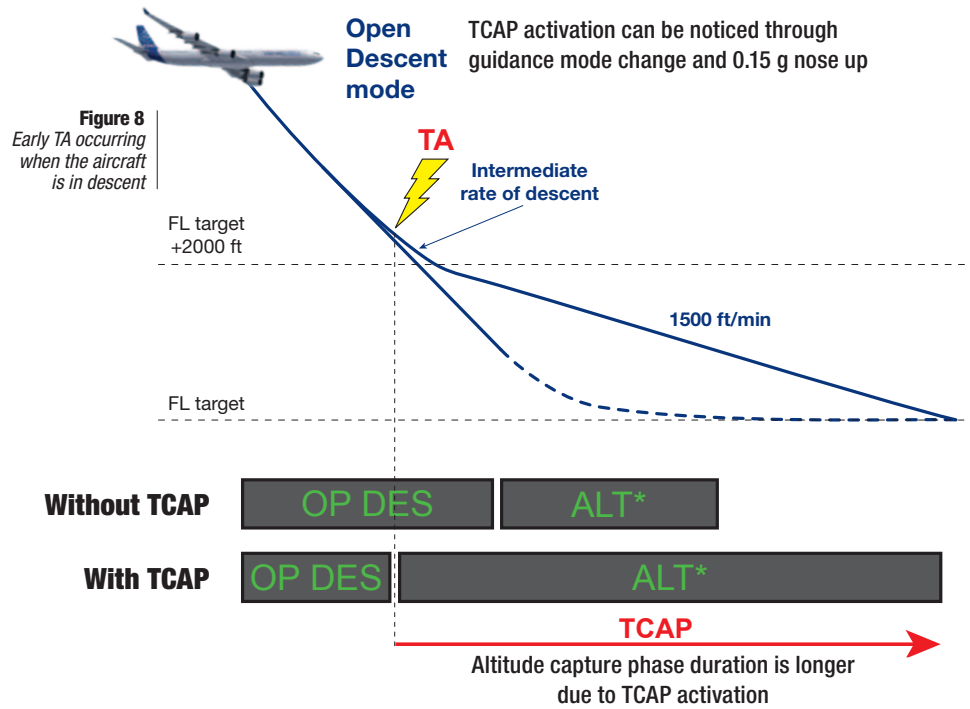 Open
Descent
mode
TCAP activation can be noticed through
guidance mode change and 0.15 g nose up
Figure 8
Early TA occurring
when the aircraft
is in descent
TA
Intermediate
rate of descent
FL target
+2000 ft
1500 ft/min
FL target
Without TCAP
OP DES
ALT*
With TCAP
OP DES
ALT*
TCAP
Altitude capture phase duration is longer
due to TCAP activation